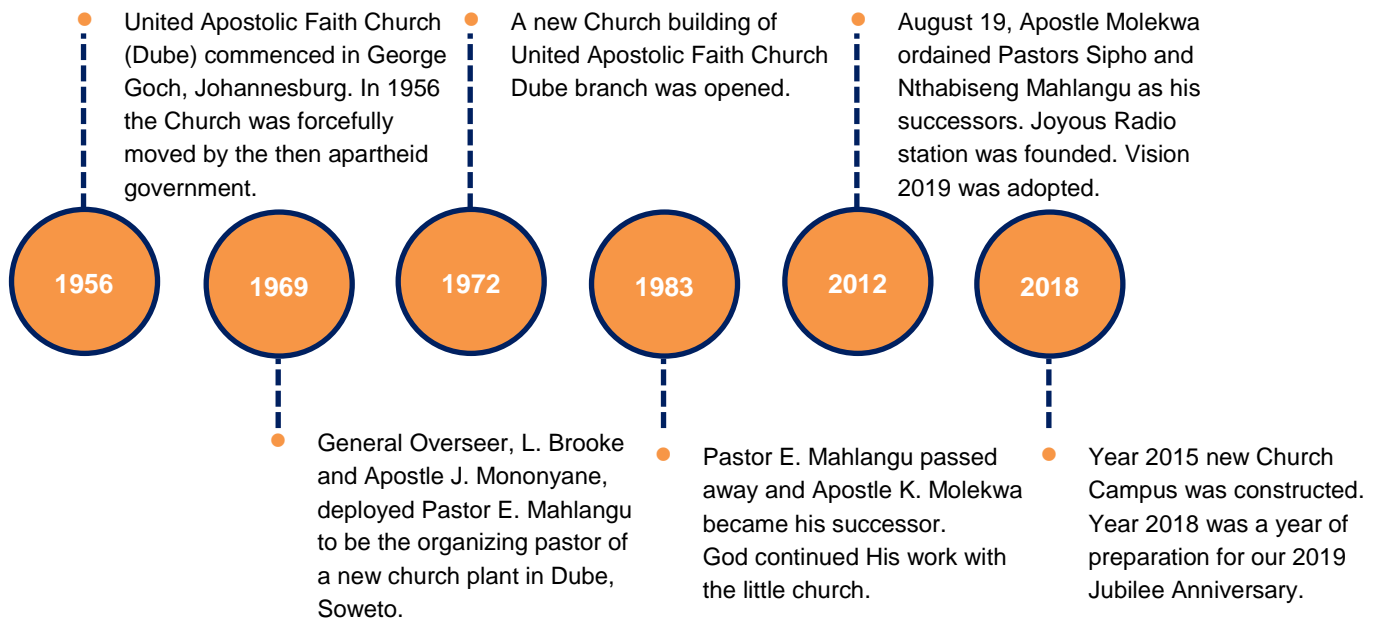 United Apostolic Faith Church
(Dube) commenced in George
Goch, Johannesburg. In 1956
the Church was forcefully
moved by the then apartheid
government.
A new Church building of
United Apostolic Faith Church
Dube branch was opened.
August 19, Apostle Molekwa
ordained Pastors Sipho and
Nthabiseng Mahlangu as his
successors. Joyous Radio
station was founded. Vision
2019 was adopted.
1956
1969
1972
1983
2012
2018
General Overseer, L. Brooke
and Apostle J. Mononyane,
deployed Pastor E. Mahlangu
to be the organizing pastor of
a new church plant in Dube,
Soweto.
Pastor E. Mahlangu passed
away and Apostle K. Molekwa
became his successor.
God continued His work with
the little church.
Year 2015 new Church
Campus was constructed.
Year 2018 was a year of
preparation for our 2019
Jubilee Anniversary.